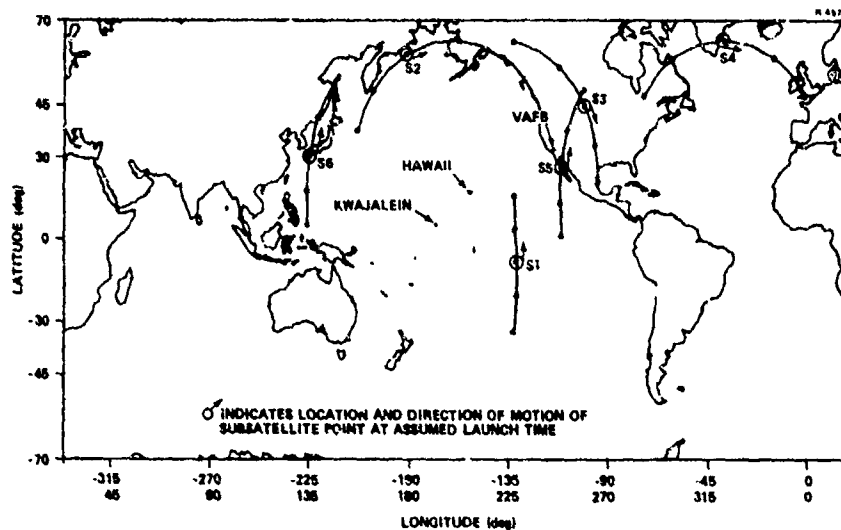 70
45
30
0
-30
-45
-70
LATITUDE (deg)
S2
S4
S3
VAFB
S6
S5
HAWAII
KWAJALEIN
S1
INDICATES LOCATION AND DIRECTION OF MOTION OF
SUBSATELLITE POINT AT ASSUMED LAUNCH TIME
-315 -270 -225 -180 -135 -90 -45 0
45 90 135 190 225 270 315 0
LONGITUDE (deg)